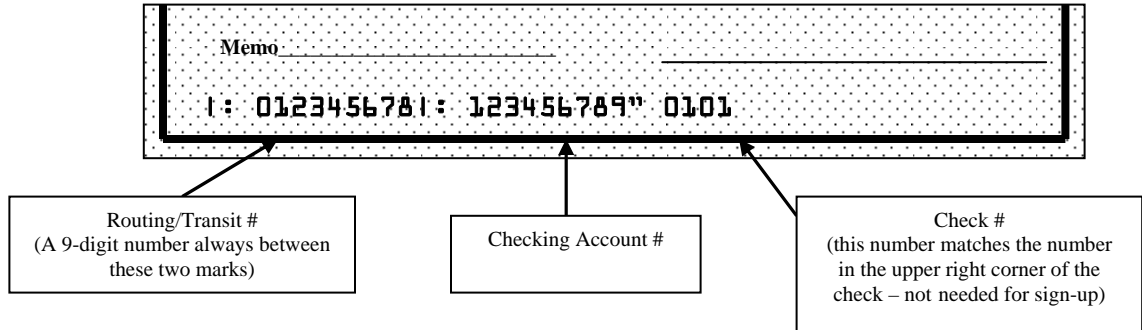 Memo
|: 012345678|: 123456789” 0101
Routing/Transit #
(A 9-digit number always between
these two marks)
Checking Account #
Check #
(this number matches the number
in the upper right corner of the
check – not needed for sign-up)